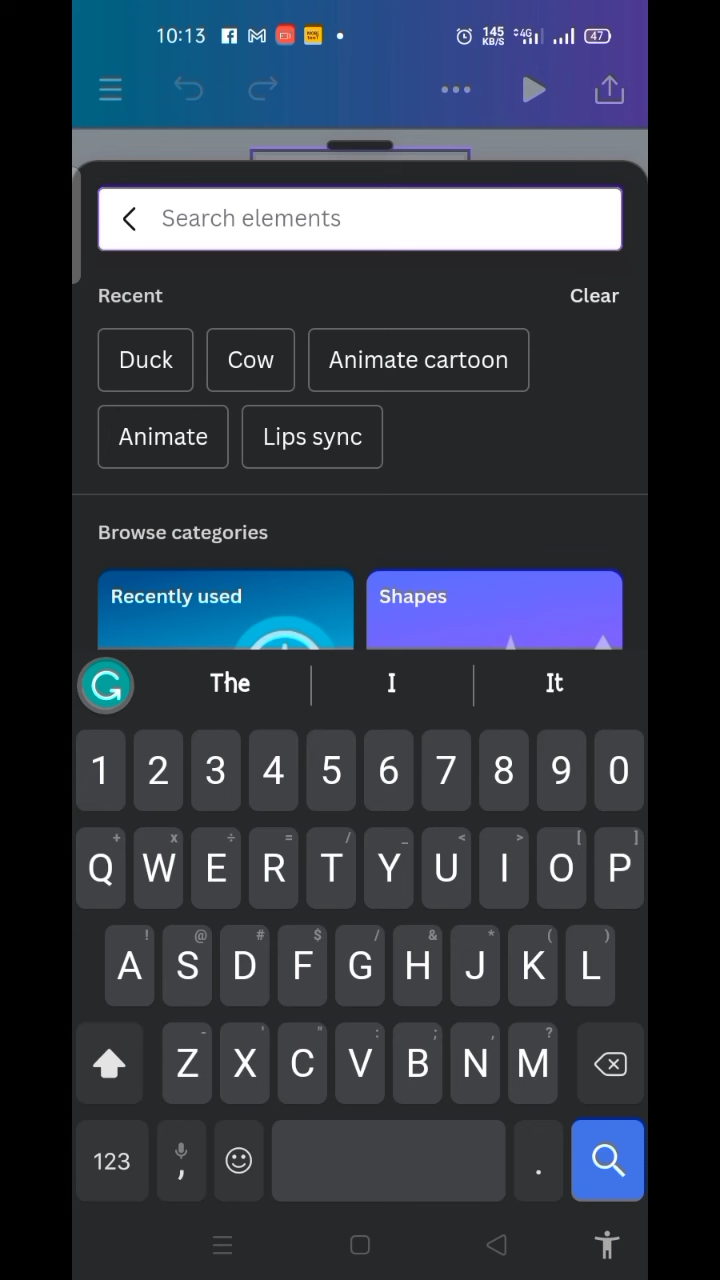 10:13 145 KB/S 4G 47
Search elements
Recent Clear
Duck Cow Animate cartoon
Animate Lips sync
Browse categories
Recently used Shapes
The I It
1 2 3 4 5 6 7 8 9 0
+ x ÷ = / _ < > [ ]
Q W E R T Y U I O P
! @ # $ / & * ( )
A S D F G H J K L
- ' " : ; , ?
Z X C V B N M
123 , .